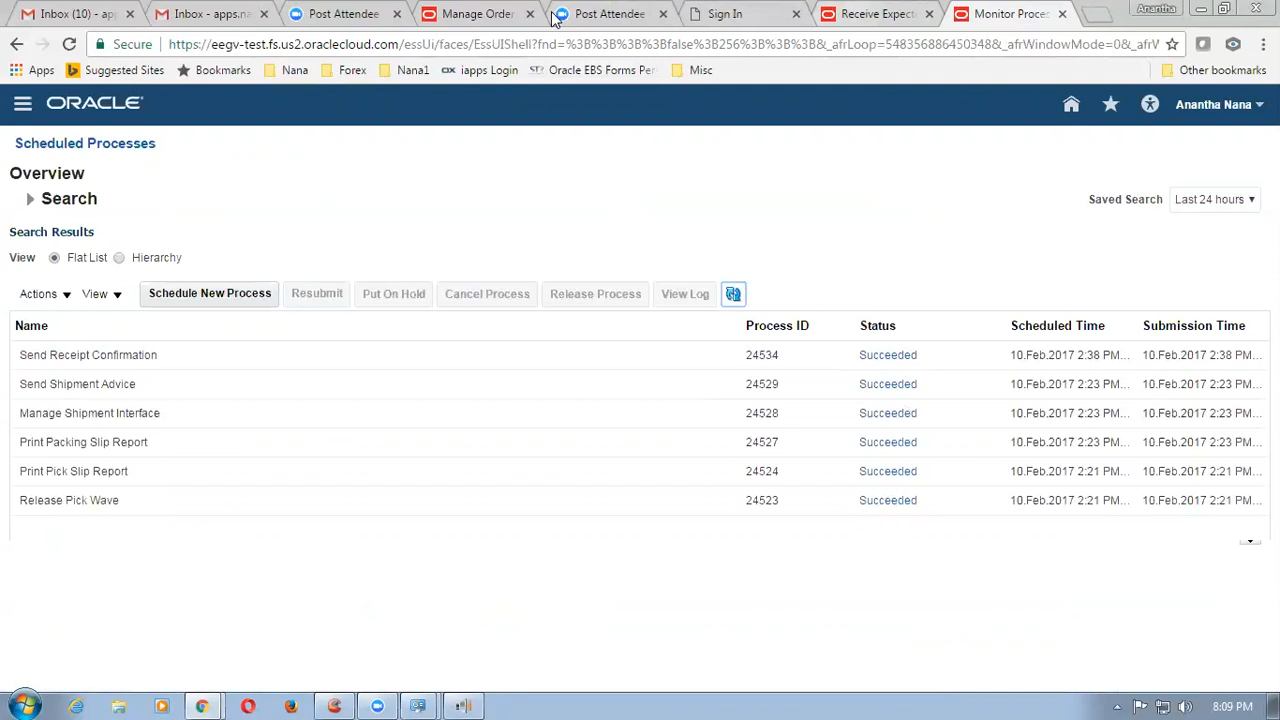 Inbox (10) - app
Inbox - apps.na
Post Attendee
Manage Order
Post Attendee
Sign In
Receive Expect
Monitor Proces
Anantha
Secure
https://eegv-test.fs.us2.oraclecloud.com/essUi/faces/EssUIShell?fnd=%3B%3B%3B%3Bfalse%3B256%3B%3B%3B&_afrLoop=548356886450348&_afrWindowMode=0&_afrW
Apps
Suggested Sites
Bookmarks
Nana
Forex
Nana1
iapps Login
Oracle EBS Forms Per
Misc
Other bookmarks
ORACLE
Anantha Nana
Scheduled Processes
Overview
Search
Saved Search Last 24 hours
Search Results
View Flat List Hierarchy
Actions View Schedule New Process Resubmit Put On Hold Cancel Process Release Process View Log
Name Process ID Status Scheduled Time Submission Time
Send Receipt Confirmation 24534 Succeeded 10.Feb.2017 2:38 PM... 10.Feb.2017 2:38 PM...
Send Shipment Advice 24529 Succeeded 10.Feb.2017 2:23 PM... 10.Feb.2017 2:23 PM...
Manage Shipment Interface 24528 Succeeded 10.Feb.2017 2:23 PM... 10.Feb.2017 2:23 PM...
Print Packing Slip Report 24527 Succeeded 10.Feb.2017 2:23 PM... 10.Feb.2017 2:23 PM...
Print Pick Slip Report 24524 Succeeded 10.Feb.2017 2:21 PM... 10.Feb.2017 2:21 PM...
Release Pick Wave 24523 Succeeded 10.Feb.2017 2:21 PM... 10.Feb.2017 2:21 PM...
8:09 PM